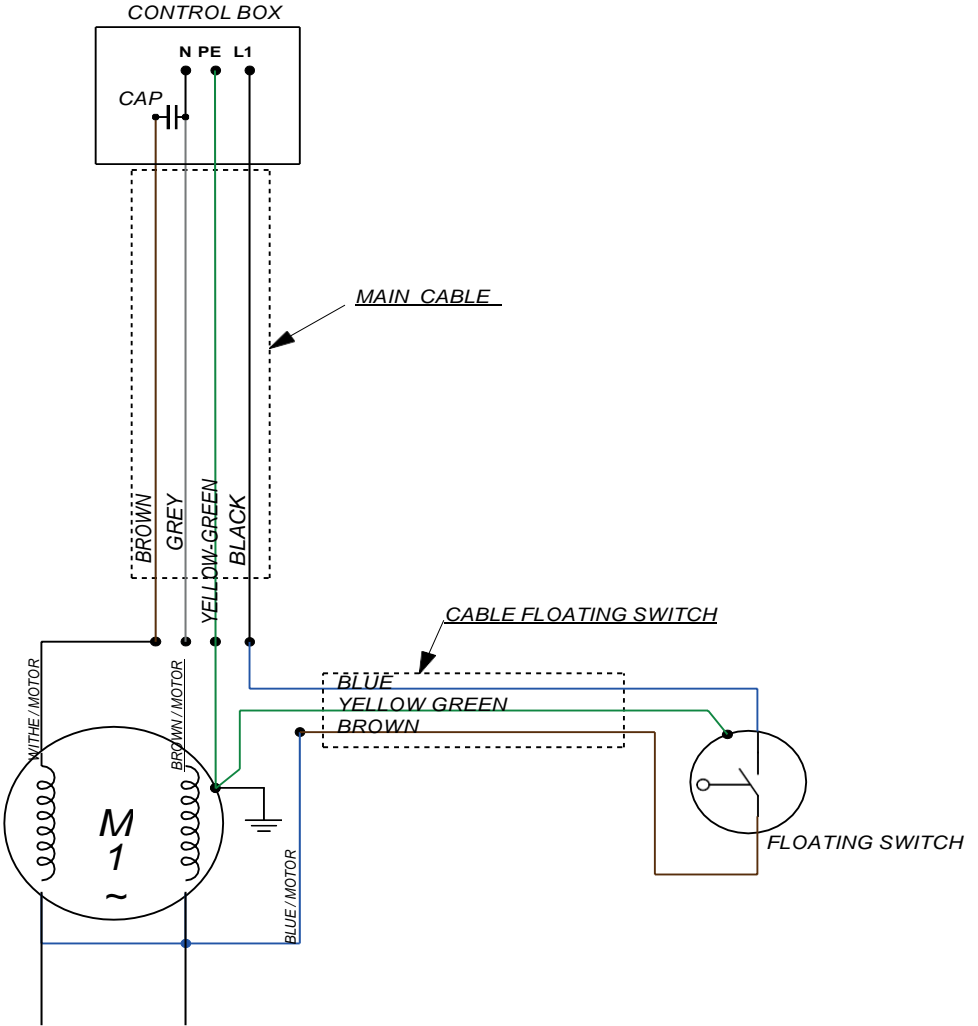 CONTROL BOX
N PE L1
CAP
MAIN CABLE
BROWN
GREY
YELLOW-GREEN
BLACK
CABLE FLOATING SWITCH
WITHE / MOTOR
BROWN / MOTOR
BLUE
YELLOW GREEN
BROWN
M
1
~
BLUE / MOTOR
FLOATING SWITCH